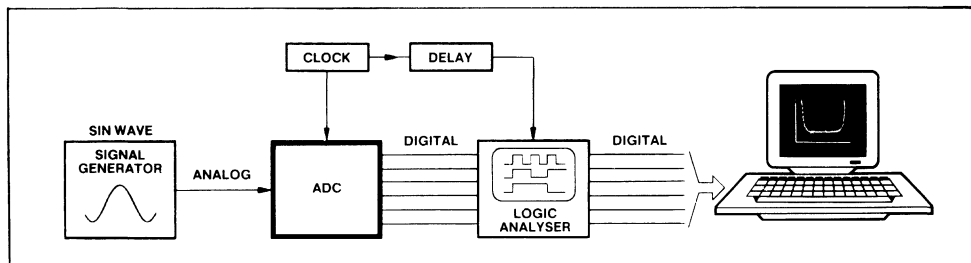 CLOCK
DELAY
SIN WAVE
SIGNAL
GENERATOR
ANALOG
ADC
DIGITAL
LOGIC
ANALYSER
DIGITAL